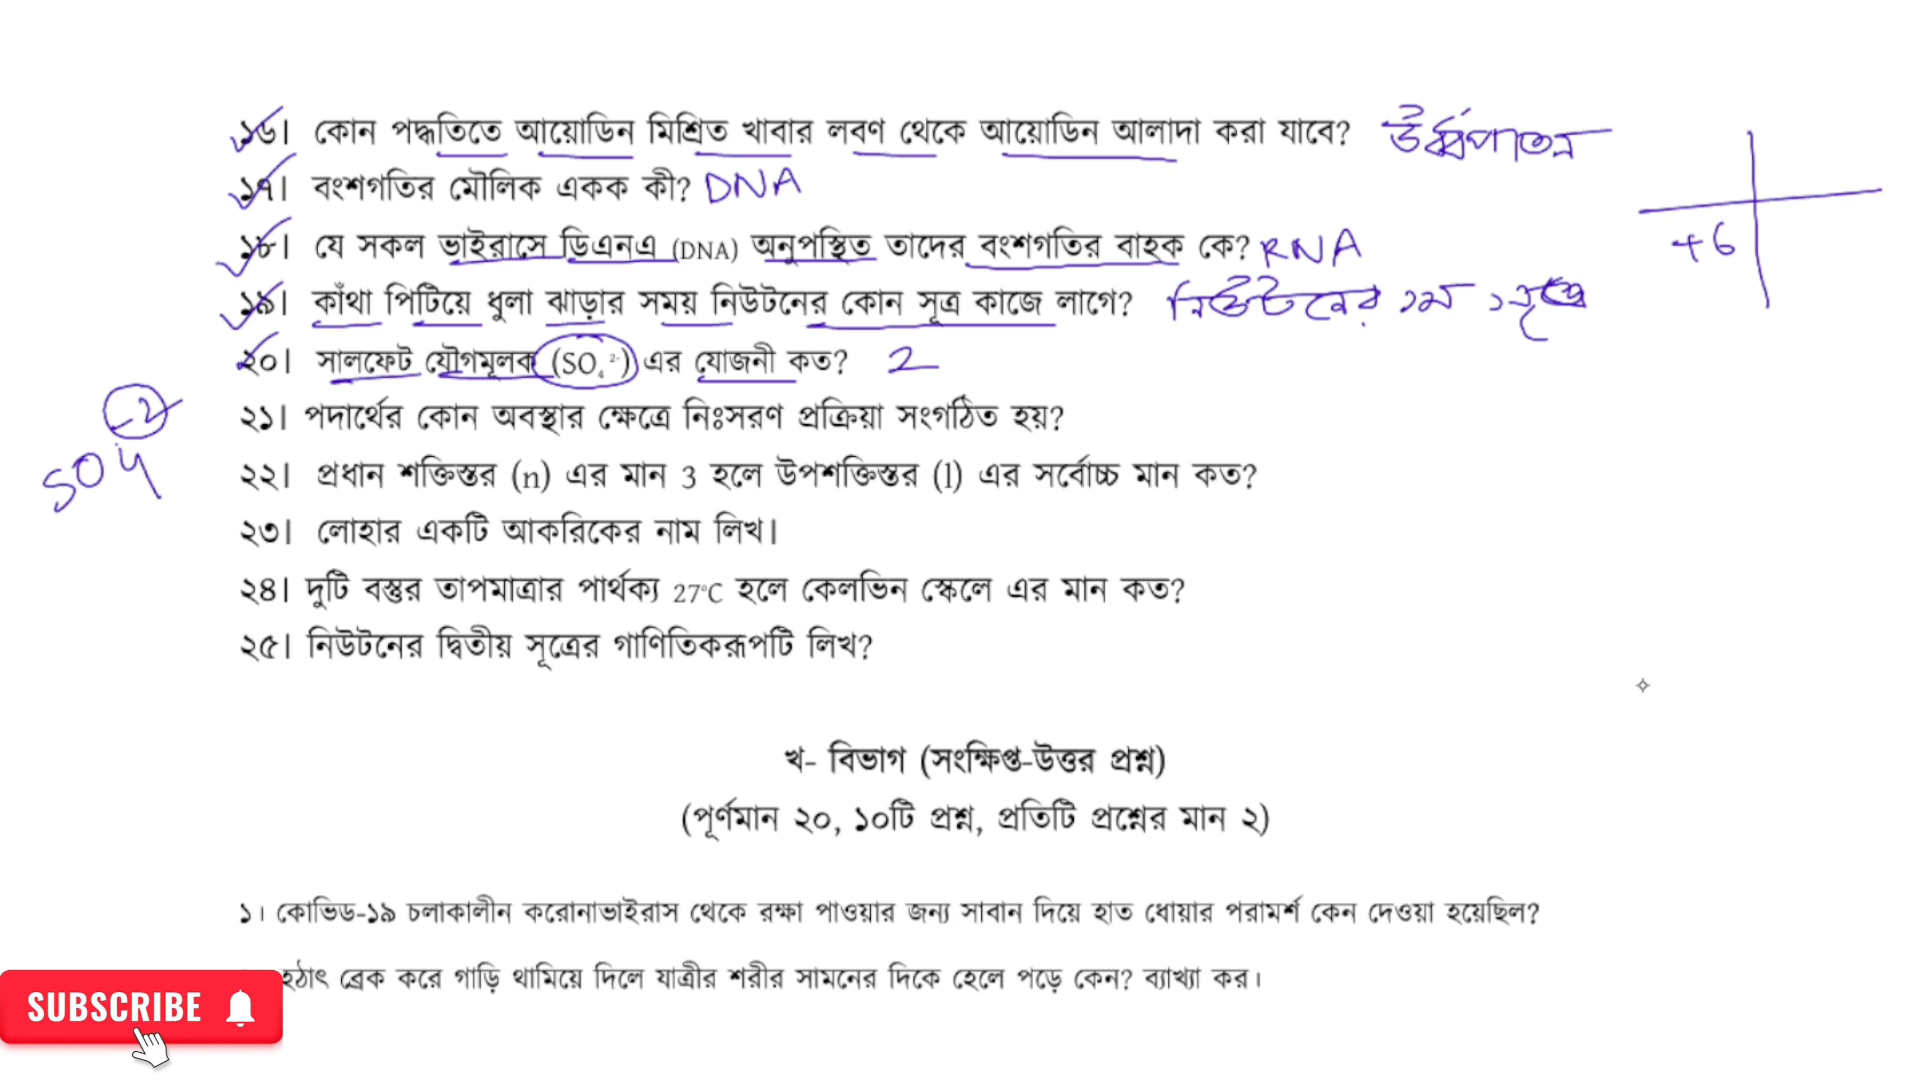 ১৬। কোন পদ্ধতিতে আয়োডিন মিশ্রিত খাবার লবণ থেকে আয়োডিন আলাদা করা যাবে? ঊর্ধ্বপাতন
১৭। বংশগতির মৌলিক একক কী? DNA
১৮। যে সকল ভাইরাসে ডিএনএ (DNA) অনুপস্থিত তাদের বংশগতির বাহক কে? RNA
+6
১৯। কাঁথা পিটিয়ে ধুলা ঝাড়ার সময় নিউটনের কোন সূত্র কাজে লাগে? নিউটনের ১ম সূত্র
২০। সালফেট যৌগমূলক (SO₄²⁻) এর যোজনী কত? 2
SO4 -2
২১। পদার্থের কোন অবস্থার ক্ষেত্রে নিঃসরণ প্রক্রিয়া সংগঠিত হয়?
২২। প্রধান শক্তিস্তর (n) এর মান 3 হলে উপশক্তিস্তর (l) এর সর্বোচ্চ মান কত?
২৩। লোহার একটি আকরিকের নাম লিখ।
২৪। দুটি বস্তুর তাপমাত্রার পার্থক্য 27°C হলে কেলভিন স্কেলে এর মান কত?
২৫। নিউটনের দ্বিতীয় সূত্রের গাণিতিকরূপটি লিখ?
খ- বিভাগ (সংক্ষিপ্ত-উত্তর প্রশ্ন)
(পূর্ণমান ২০, ১০টি প্রশ্ন, প্রতিটি প্রশ্নের মান ২)
১। কোভিড-১৯ চলাকালীন করোনাভাইরাস থেকে রক্ষা পাওয়ার জন্য সাবান দিয়ে হাত ধোয়ার পরামর্শ কেন দেওয়া হয়েছিল?
হঠাৎ ব্রেক করে গাড়ি থামিয়ে দিলে যাত্রীর শরীর সামনের দিকে হেলে পড়ে কেন? ব্যাখ্যা কর।
SUBSCRIBE